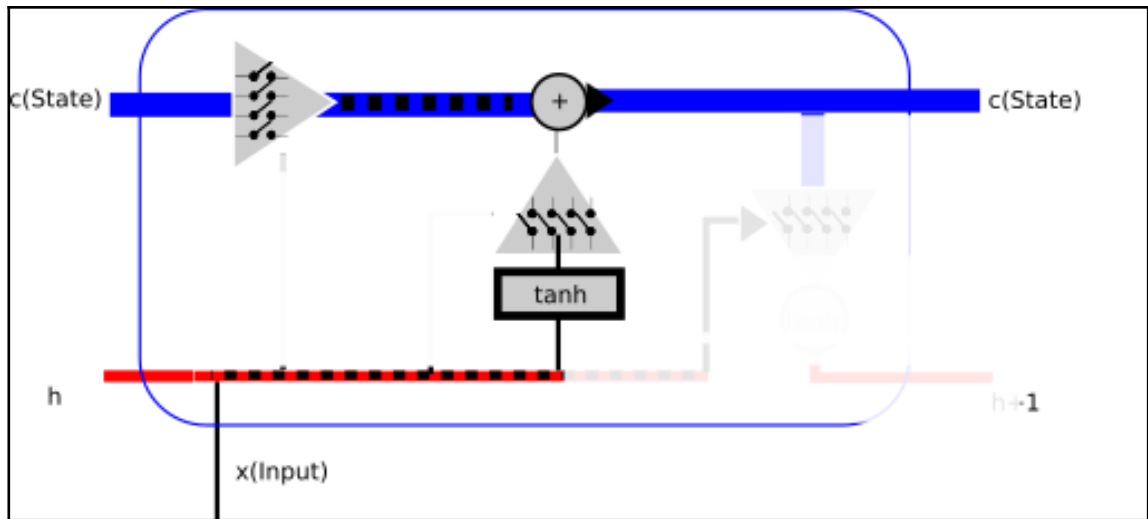 c(State)
+
c(State)
tanh
h
h+1
x(Input)